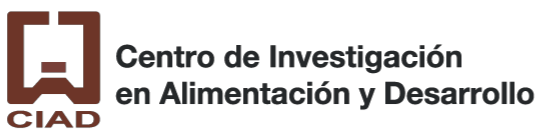 Centro de Investigación
en Alimentación y Desarrollo
CIAD